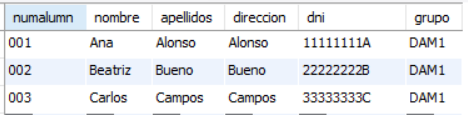 numalumn nombre apellidos direccion dni grupo
001 Ana Alonso Alonso 11111111A DAM1
002 Beatriz Bueno Bueno 22222222B DAM1
003 Carlos Campos Campos 33333333C DAM1